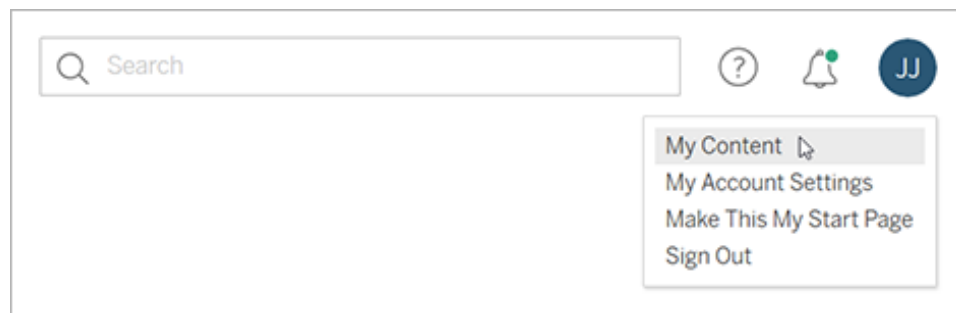 Search
?
JJ
My Content
My Account Settings
Make This My Start Page
Sign Out